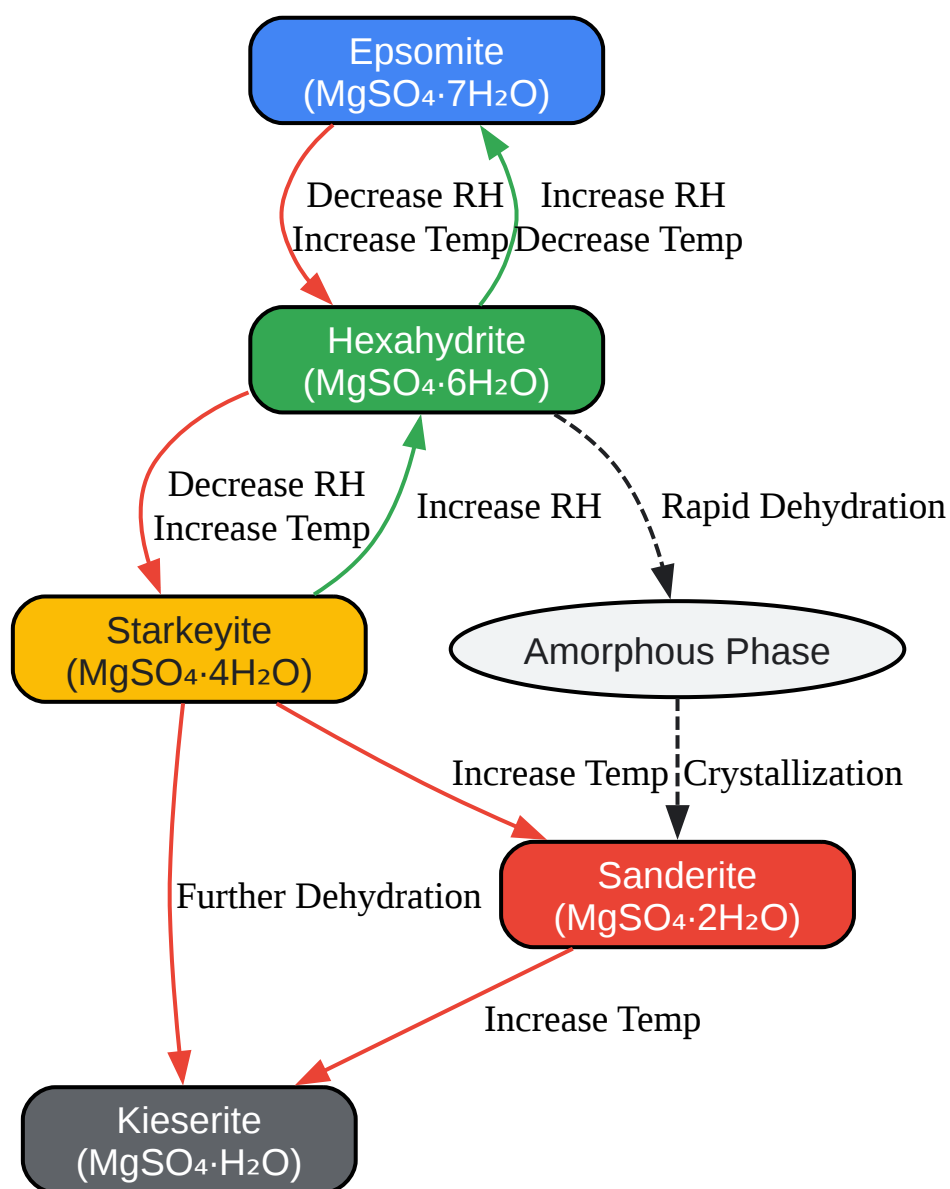 Epsomite
(MgSO₄·7H₂O)
Decrease RH
Increase Temp
Increase RH
Decrease Temp
Hexahydrite
(MgSO₄·6H₂O)
Decrease RH
Increase Temp
Increase RH
Rapid Dehydration
Starkeyite
(MgSO₄·4H₂O)
Amorphous Phase
Increase Temp
Crystallization
Sanderite
(MgSO₄·2H₂O)
Further Dehydration
Increase Temp
Kieserite
(MgSO₄·H₂O)